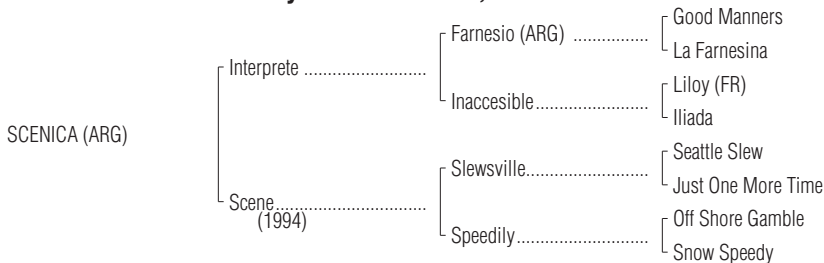 Good Manners
Farnesio (ARG) ................
La Farnesina
Interprete ..........................
Liloy (FR)
Inaccesible........................
Iliada
SCENICA (ARG)
Seattle Slew
Slewsville..........................
Just One More Time
Scene................................
(1994)
Off Shore Gamble
Speedily............................
Snow Speedy